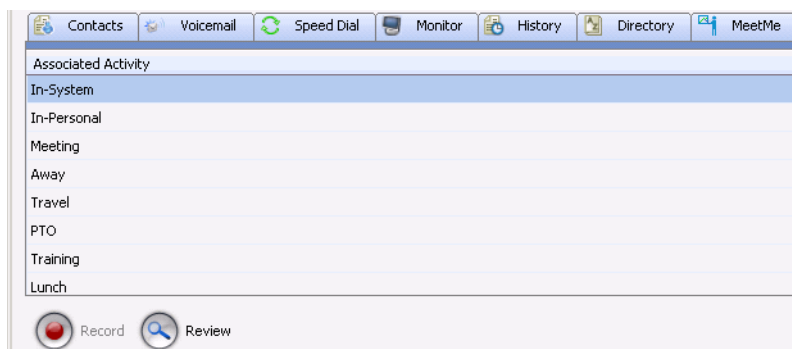 Contacts Voicemail Speed Dial Monitor History Directory MeetMe
Associated Activity
In-System
In-Personal
Meeting
Away
Travel
PTO
Training
Lunch
Record Review